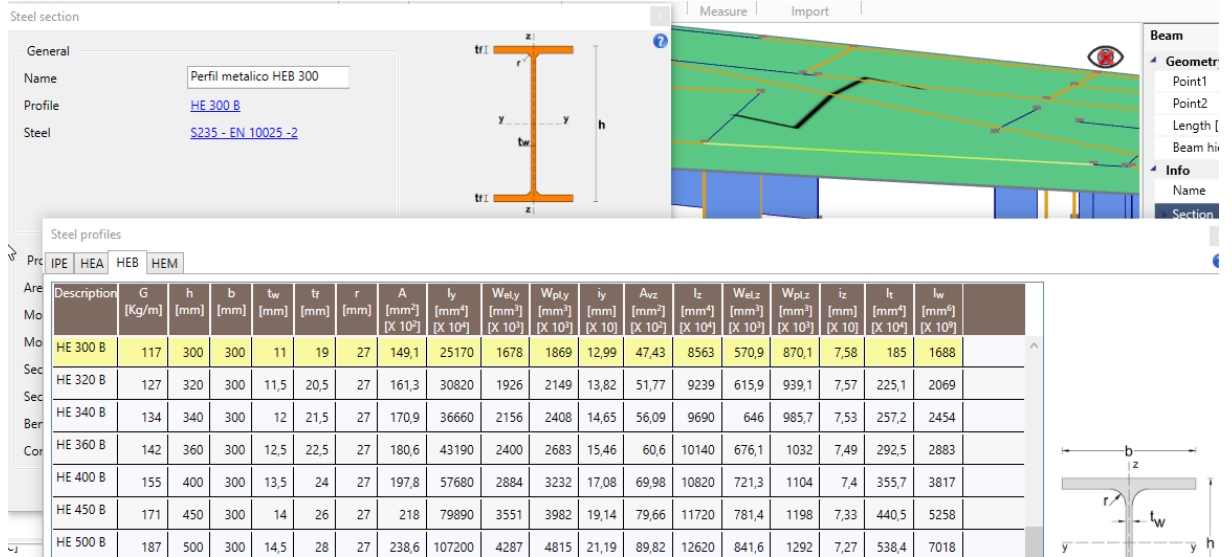 Measure Import
Steel section
Beam
General
Geometry
Name Perfil metalico HEB 300
Point1
Profile HE 300 B
Point2
Steel S235 - EN 10025 -2
Length [
Beam hi
Info
Name
Section
tf r z y y tw h tf z
Steel profiles
IPE HEA HEB HEM
Pro
Are
Mo
Mo
Sec
Sec
Ber
Cor
Description G h b tw tf r A Iy Wel,y Wpl,y iy Avz Iz Wel,z Wpl,z iz It Iw
[Kg/m] [mm] [mm] [mm] [mm] [mm] [mm²] [mm⁴] [mm³] [mm³] [mm] [mm²] [mm⁴] [mm³] [mm³] [mm] [mm⁴] [mm⁶]
[X 10²] [X 10⁴] [X 10³] [X 10³] [X 10] [X 10²] [X 10⁴] [X 10³] [X 10³] [X 10] [X 10⁴] [X 10⁹]
HE 300 B 117 300 300 11 19 27 149,1 25170 1678 1869 12,99 47,43 8563 570,9 870,1 7,58 185 1688
HE 320 B 127 320 300 11,5 20,5 27 161,3 30820 1926 2149 13,82 51,77 9239 615,9 939,1 7,57 225,1 2069
HE 340 B 134 340 300 12 21,5 27 170,9 36660 2156 2408 14,65 56,09 9690 646 985,7 7,53 257,2 2454
HE 360 B 142 360 300 12,5 22,5 27 180,6 43190 2400 2683 15,46 60,6 10140 676,1 1032 7,49 292,5 2883
HE 400 B 155 400 300 13,5 24 27 197,8 57680 2884 3232 17,08 69,98 10820 721,3 1104 7,4 355,7 3817
HE 450 B 171 450 300 14 26 27 218 79890 3551 3982 19,14 79,66 11720 781,4 1198 7,33 440,5 5258
HE 500 B 187 500 300 14,5 28 27 238,6 107200 4287 4815 21,19 89,82 12620 841,6 1292 7,27 538,4 7018
b z r tw y y h